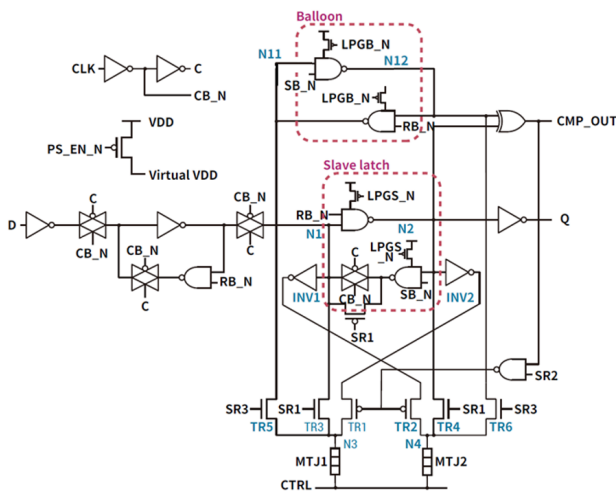 Balloon
LPGB_N
N11
N12
CLK
C
SB_N
CB_N
LPGB_N
RB_N
CMP_OUT
VDD
PS_EN_N
Virtual VDD
Slave latch
LPGS_N
C
CB_N
RB_N
D
N1
N2
Q
CB_N
C
CB_N
C
LPGS
_N
RB_N
C
INV1
CB_N
SB_N
INV2
SR1
SR2
SR3
SR1
SR1
SR3
TR5
TR3
TR1
TR2
TR4
TR6
N3
N4
MTJ1
MTJ2
CTRL